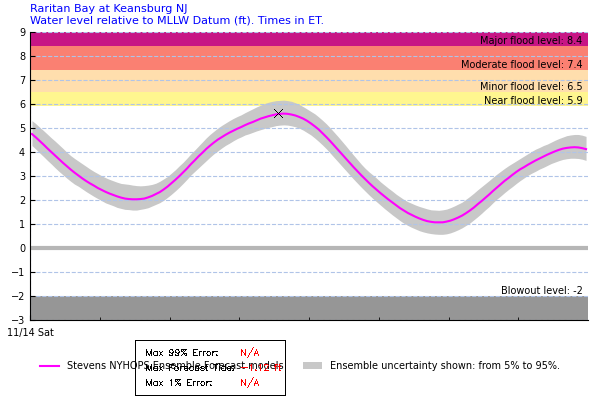 Raritan Bay at Keansburg NJ
Water level relative to MLLW Datum (ft). Times in ET.
9
Major flood level: 8.4
8
Moderate flood level: 7.4
7
Minor flood level: 6.5
Near flood level: 5.9
6
5
4
3
2
1
0
−1
Blowout level: -2
−2
−3
11/14 Sat
Max 99% Error: N/A
Stevens NYHOPS Ensemble Forecast models
Ensemble uncertainty shown: from 5% to 95%.
Max Forecast Tide:
Max 1% Error: N/A